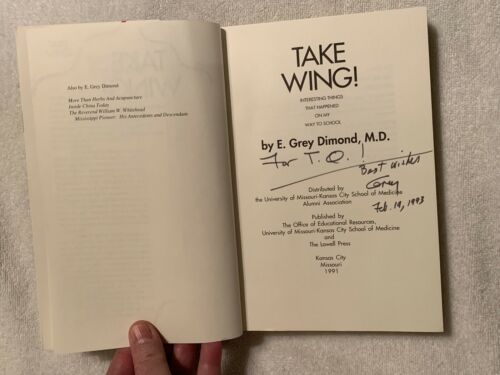 Also by E. Grey Dimond
More Than Herbs And Acupuncture
Inside China Today
The Reverend William W. Whitehead
Mississippi Pioneer: His Antecedents and Descendants
TAKE
WING!
INTERESTING THINGS
THAT HAPPENED
ON MY
WAY TO SCHOOL
by E. Grey Dimond, M.D.
For T. Q. !
Best wishes
Grey
Feb. 19, 1993
Distributed by
the University of Missouri-Kansas City School of Medicine
Alumni Association
Published by
The Office of Educational Resources,
University of Missouri-Kansas City School of Medicine
and
The Lowell Press
Kansas City
Missouri
1991